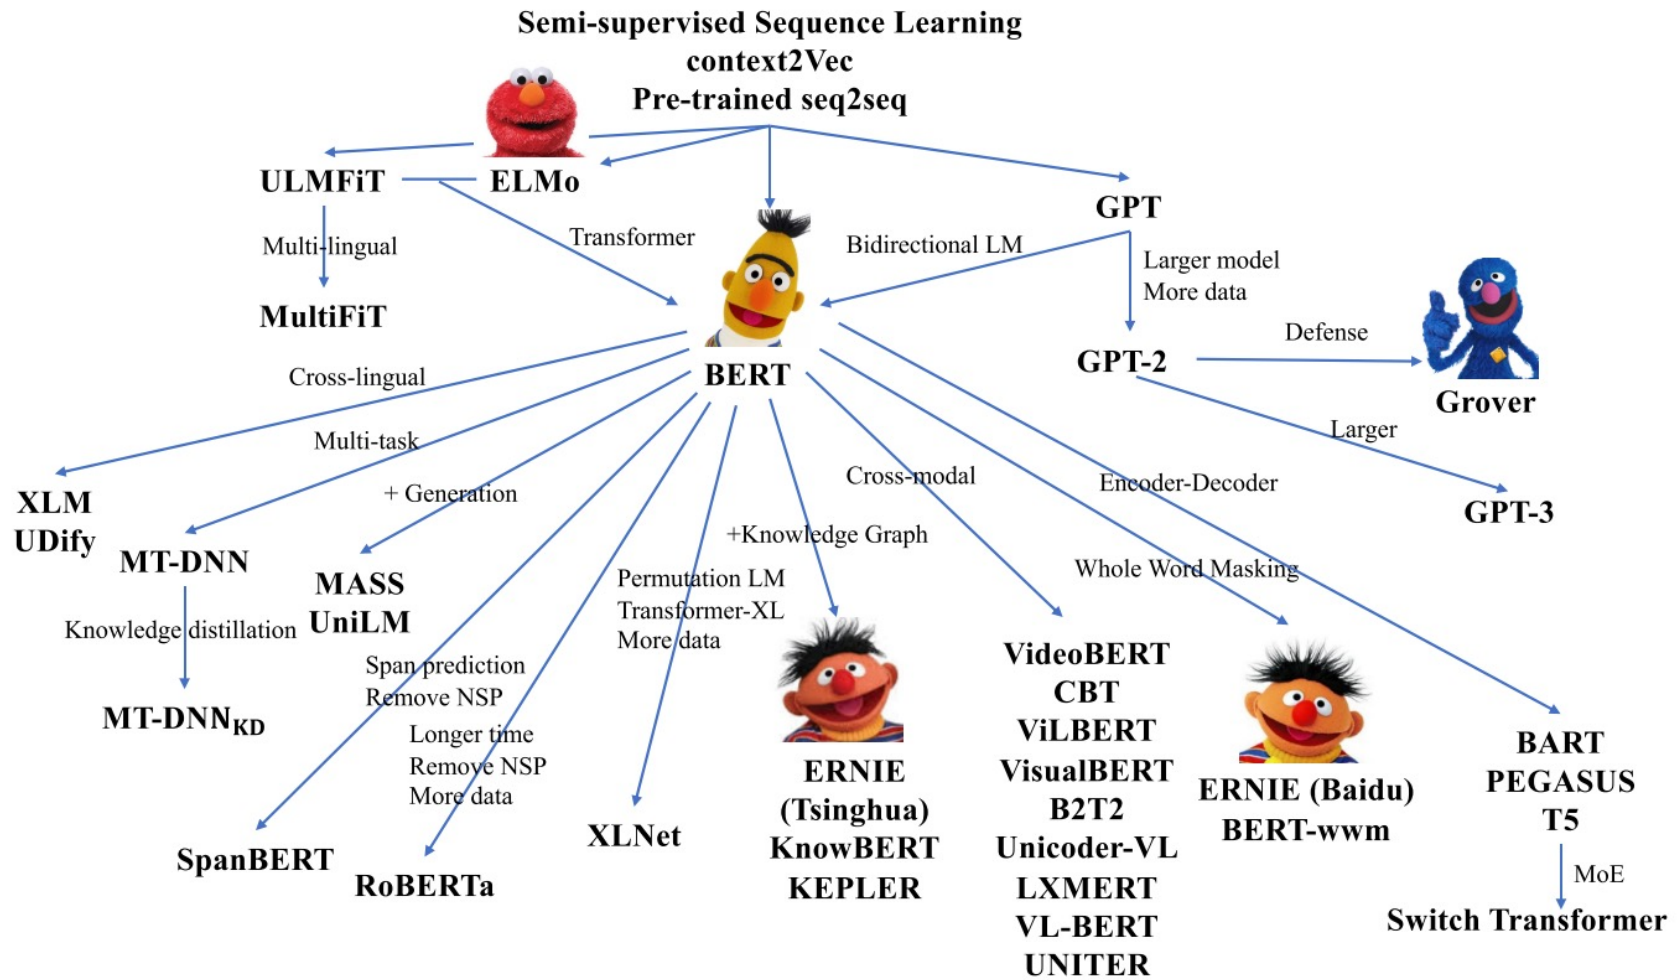 Semi-supervised Sequence Learning
context2Vec
Pre-trained seq2seq
ULMFiT
ELMo
GPT
Multi-lingual
Transformer
Bidirectional LM
Larger model
More data
MultiFiT
Defense
BERT
GPT-2
Grover
Cross-lingual
Multi-task
Larger
+ Generation
Cross-modal
Encoder-Decoder
XLM
UDify
GPT-3
MT-DNN
+Knowledge Graph
Whole Word Masking
MASS
UniLM
Permutation LM
Transformer-XL
More data
Knowledge distillation
Span prediction
Remove NSP
MT-DNN_KD
Longer time
Remove NSP
More data
SpanBERT
RoBERTa
XLNet
ERNIE
(Tsinghua)
KnowBERT
KEPLER
VideoBERT
CBT
ViLBERT
VisualBERT
B2T2
Unicoder-VL
LXMERT
VL-BERT
UNITER
ERNIE (Baidu)
BERT-wwm
BART
PEGASUS
T5
MoE
Switch Transformer